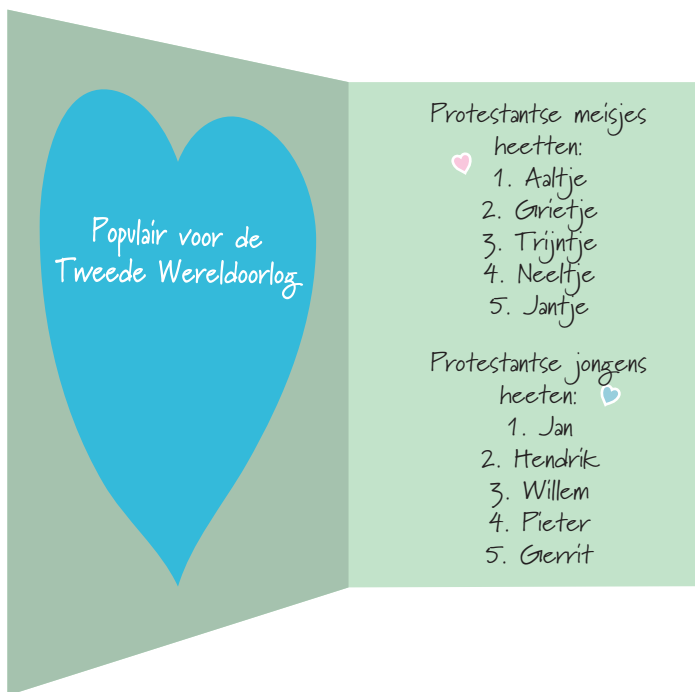 Populair voor de
Tweede Wereldoorlog
Protestantse meisjes
heetten:
1. Aaltje
2. Grietje
3. Trijntje
4. Neeltje
5. Jantje
Protestantse jongens
heeten:
1. Jan
2. Hendrik
3. Willem
4. Pieter
5. Gerrit